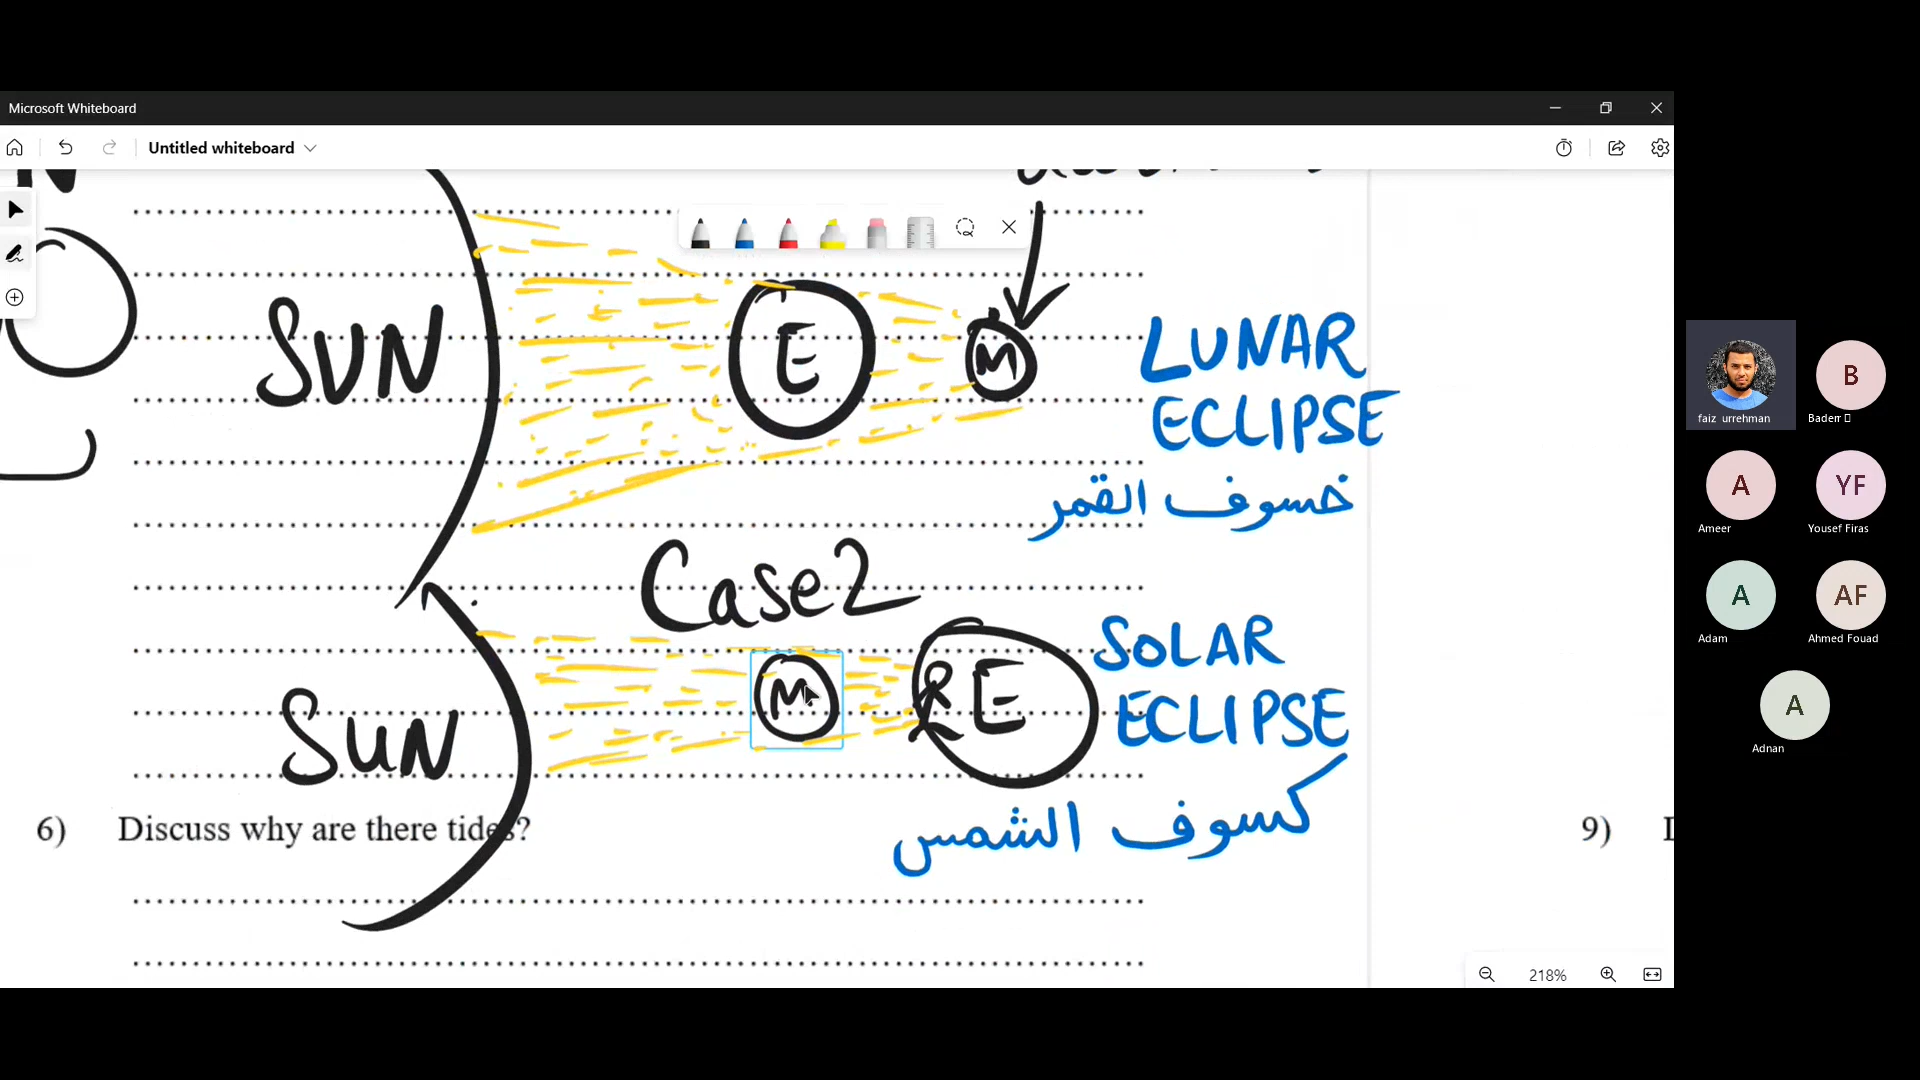 Microsoft Whiteboard
Untitled whiteboard
SUN
E
M
LUNAR
ECLIPSE
خسوف القمر
Case 2
SUN
M
E
SOLAR
ECLIPSE
كسوف الشمس
6) Discuss why are there tides?
9)
218%
faiz urrehman
B
Baderr
A
Ameer
YF
Yousef Firas
A
Adam
AF
Ahmed Fouad
A
Adnan